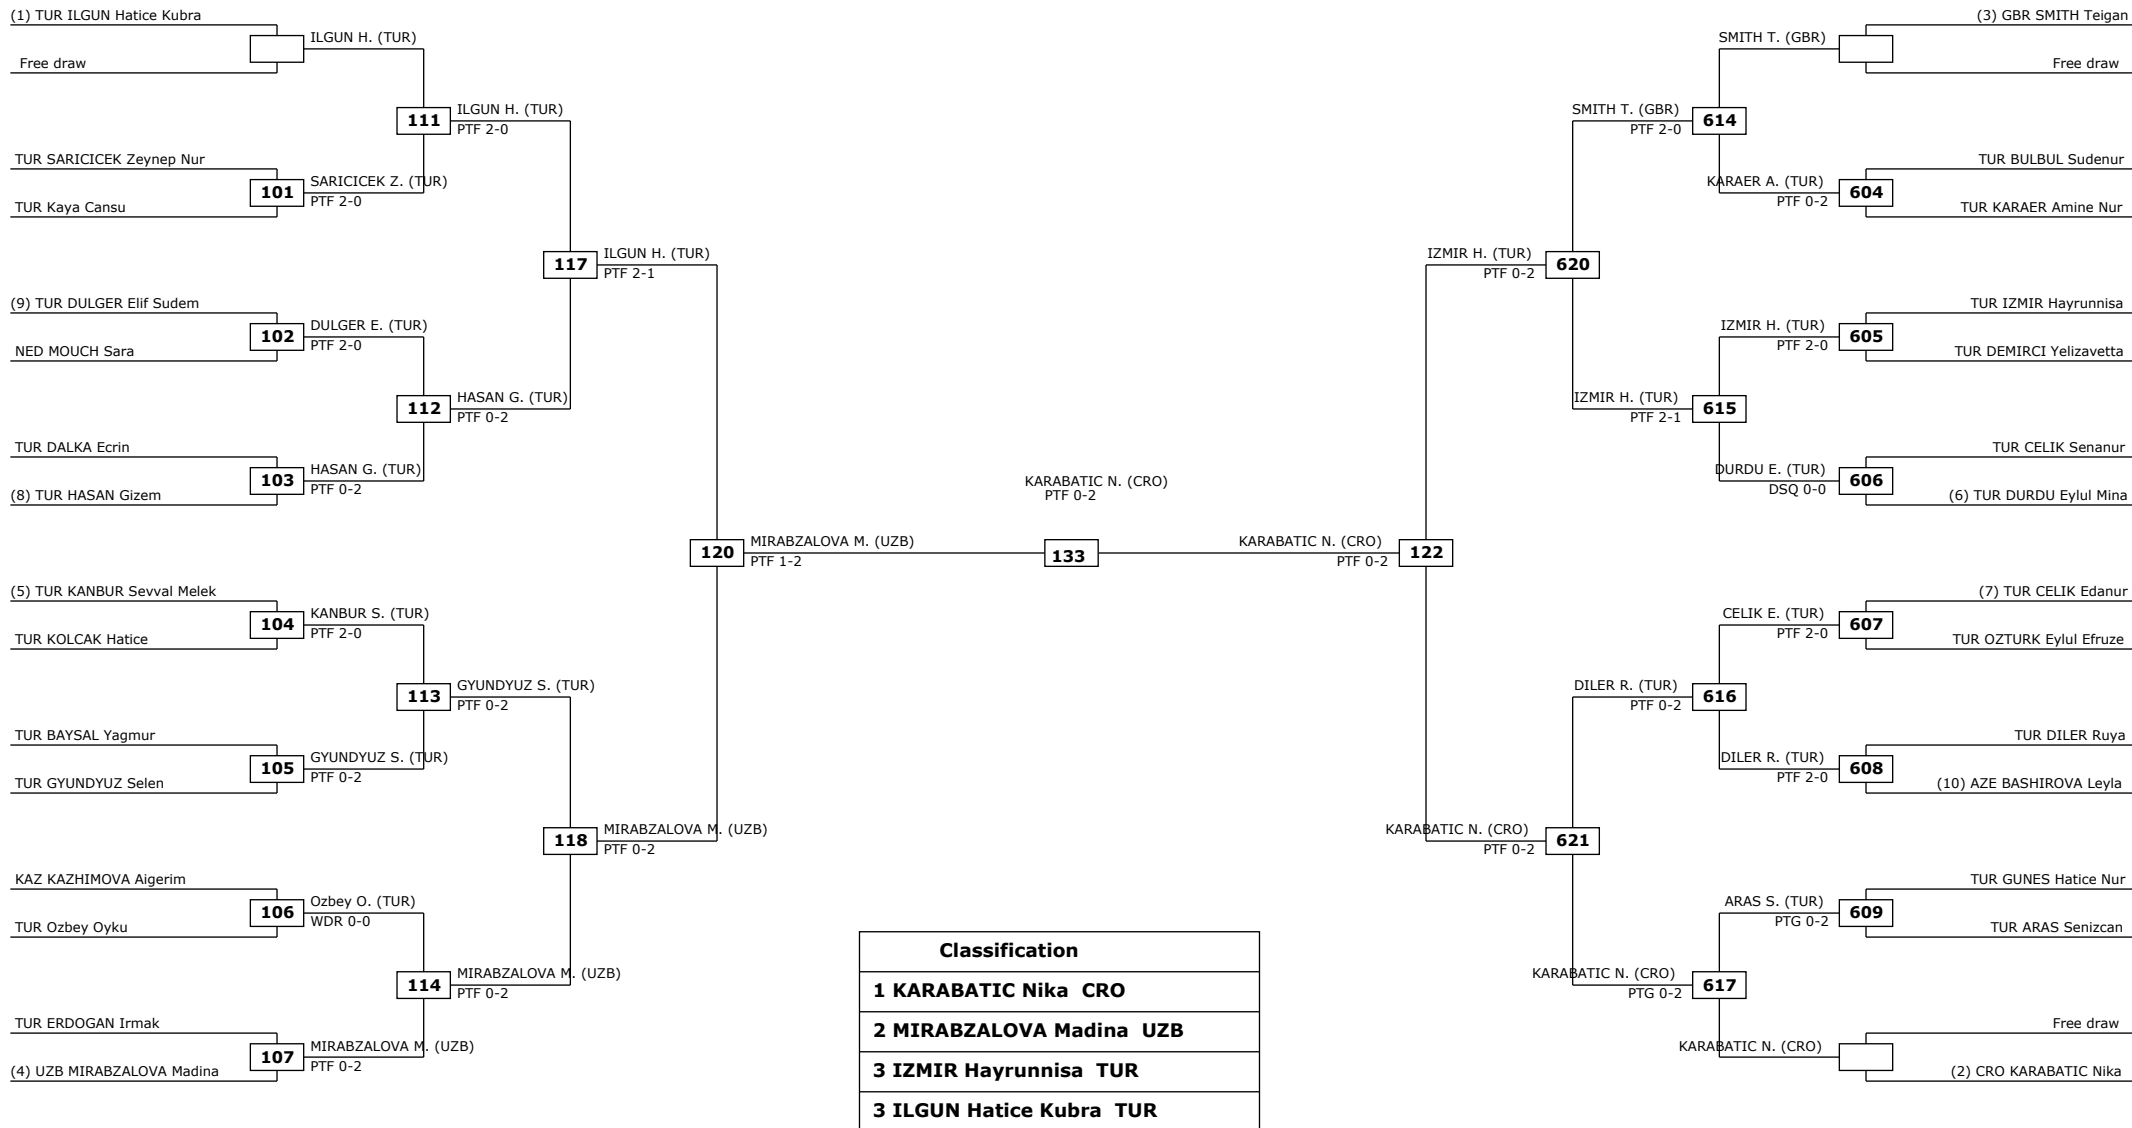 (1) TUR ILGUN Hatice Kubra
ILGUN H. (TUR)
Free draw
111
ILGUN H. (TUR)
PTF 2-0
TUR SARICICEK Zeynep Nur
101
SARICICEK Z. (TUR)
PTF 2-0
TUR Kaya Cansu
117
ILGUN H. (TUR)
PTF 2-1
(9) TUR DULGER Elif Sudem
102
DULGER E. (TUR)
PTF 2-0
NED MOUCH Sara
112
HASAN G. (TUR)
PTF 0-2
TUR DALKA Ecrin
103
HASAN G. (TUR)
PTF 0-2
(8) TUR HASAN Gizem
120
MIRABZALOVA M. (UZB)
PTF 1-2
(5) TUR KANBUR Sevval Melek
104
KANBUR S. (TUR)
PTF 2-0
TUR KOLCAK Hatice
113
GYUNDYUZ S. (TUR)
PTF 0-2
TUR BAYSAL Yagmur
105
GYUNDYUZ S. (TUR)
PTF 0-2
TUR GYUNDYUZ Selen
118
MIRABZALOVA M. (UZB)
PTF 0-2
KAZ KAZHIMOVA Aigerim
106
Ozbey O. (TUR)
WDR 0-0
TUR Ozbey Oyku
114
MIRABZALOVA M. (UZB)
PTF 0-2
TUR ERDOGAN Irmak
107
MIRABZALOVA M. (UZB)
PTF 0-2
(4) UZB MIRABZALOVA Madina
KARABATIC N. (CRO)
PTF 0-2
133
(3) GBR SMITH Teigan
SMITH T. (GBR)
Free draw
SMITH T. (GBR)
PTF 2-0
614
TUR BULBUL Sudenur
KARAER A. (TUR)
PTF 0-2
604
TUR KARAER Amine Nur
IZMIR H. (TUR)
PTF 0-2
620
TUR IZMIR Hayrunnisa
IZMIR H. (TUR)
PTF 2-0
605
TUR DEMIRCI Yelizavetta
IZMIR H. (TUR)
PTF 2-1
615
TUR CELIK Senanur
DURDU E. (TUR)
DSQ 0-0
606
(6) TUR DURDU Eylul Mina
KARABATIC N. (CRO)
PTF 0-2
122
(7) TUR CELIK Edanur
CELIK E. (TUR)
PTF 2-0
607
TUR OZTURK Eylul Efruze
DILER R. (TUR)
PTF 0-2
616
TUR DILER Ruya
DILER R. (TUR)
PTF 2-0
608
(10) AZE BASHIROVA Leyla
KARABATIC N. (CRO)
PTF 0-2
621
TUR GUNES Hatice Nur
ARAS S. (TUR)
PTG 0-2
609
TUR ARAS Senizcan
KARABATIC N. (CRO)
PTG 0-2
617
Free draw
KARABATIC N. (CRO)
(2) CRO KARABATIC Nika
Classification
1 KARABATIC Nika CRO
2 MIRABZALOVA Madina UZB
3 IZMIR Hayrunnisa TUR
3 ILGUN Hatice Kubra TUR